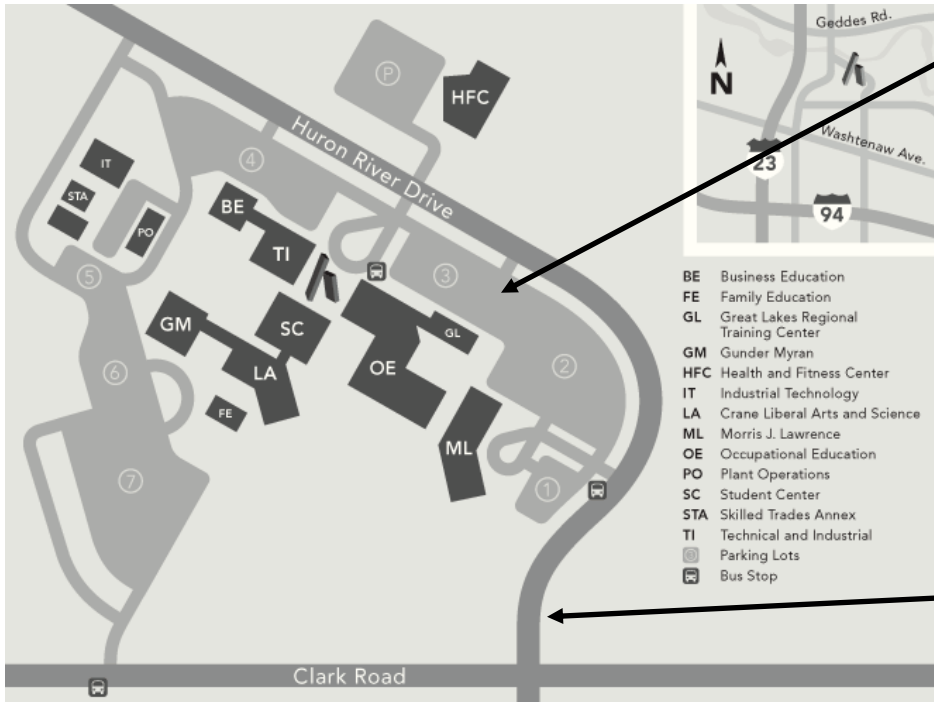 Geddes Rd.
N
Washtenaw Ave.
23
94
P
HFC
Huron River Drive
4
IT
STA
PO
BE
TI
5
3
GM
SC
GL
LA
OE
2
6
FE
ML
7
1
Clark Road
BE Business Education
FE Family Education
GL Great Lakes Regional
Training Center
GM Gunder Myran
HFC Health and Fitness Center
IT Industrial Technology
LA Crane Liberal Arts and Science
ML Morris J. Lawrence
OE Occupational Education
PO Plant Operations
SC Student Center
STA Skilled Trades Annex
TI Technical and Industrial
Parking Lots
Bus Stop